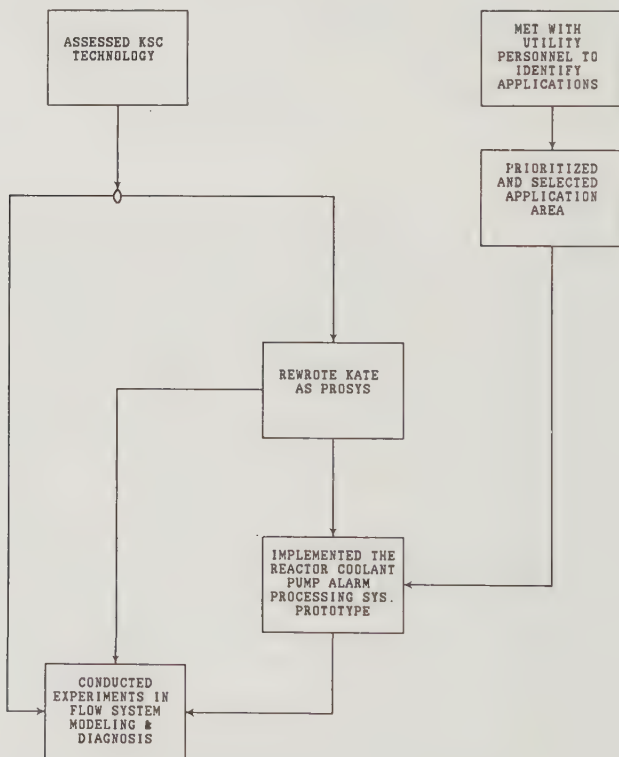 ASSESSED KSC
TECHNOLOGY
MET WITH
UTILITY
PERSONNEL TO
IDENTIFY
APPLICATIONS
PRIORITIZED
AND SELECTED
APPLICATION
AREA
REWROTE KATE
AS PROSYS
IMPLEMENTED THE
REACTOR COOLANT
PUMP ALARM
PROCESSING SYS.
PROTOTYPE
CONDUCTED
EXPERIMENTS IN
FLOW SYSTEM
MODELING &
DIAGNOSIS